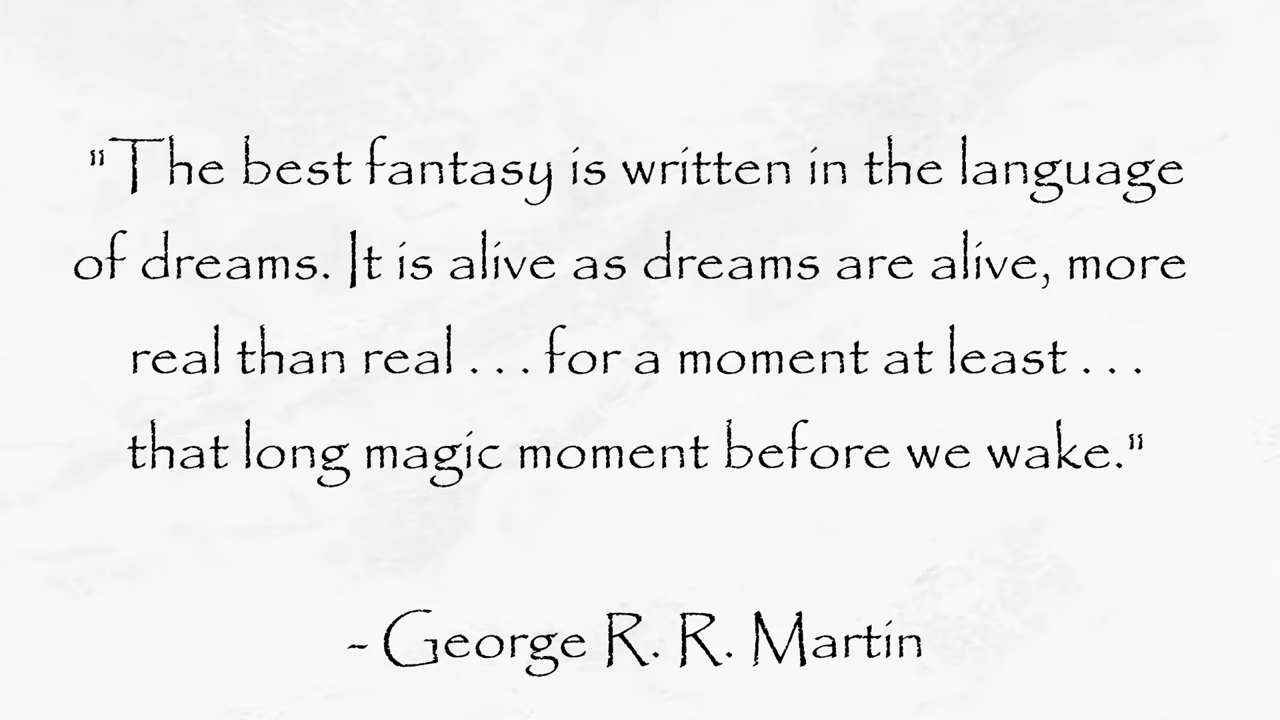 "The best fantasy is written in the language
of dreams. It is alive as dreams are alive, more
real than real . . . for a moment at least . . .
that long magic moment before we wake."
- George R. R. Martin